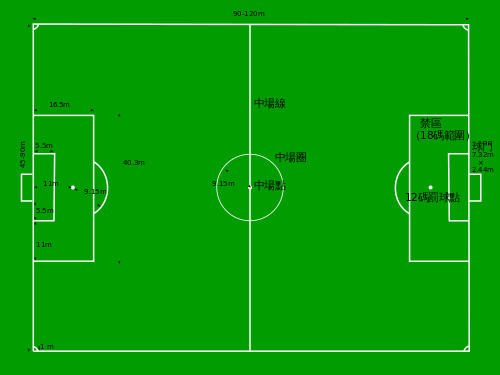 90-120m
中場線
16.5m
禁區
（18碼範圍）
5.5m
45-90m
40.3m
中場圈
球門
7.32m
×
2.44m
11m
9.15m
9.15m
中場點
12碼罰球點
5.5m
11m
1 m